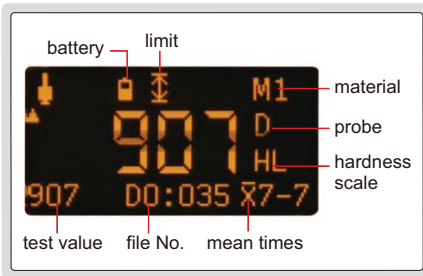 battery
limit
M1
material
907
D
probe
HL
hardness
scale
907
D0:035
X̄7-7
test value
file No.
mean times